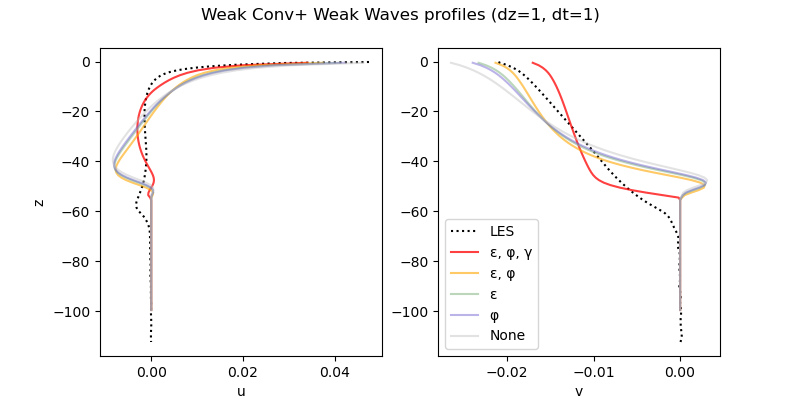 Weak Conv+ Weak Waves profiles (dz=1, dt=1)
0
−20
−40
−60
−80
−100
z
0.00 0.02 0.04
u
0
−20
−40
−60
−80
−100
−0.02 −0.01 0.00
v
LES
ε, φ, γ
ε, φ
ε
φ
None